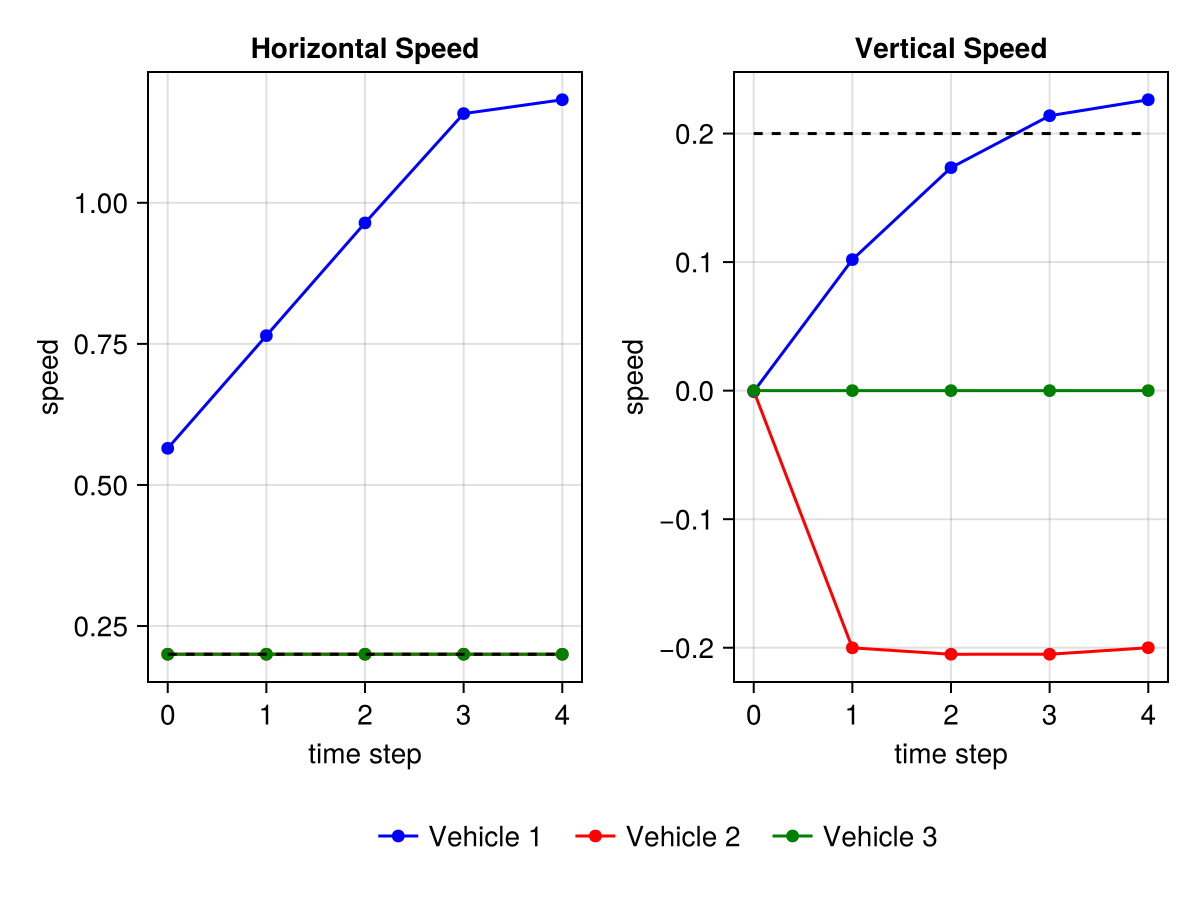 Horizontal Speed
speed
1.00
0.75
0.50
0.25
0 1 2 3 4
time step
Vertical Speed
speed
0.2
0.1
0.0
−0.1
−0.2
0 1 2 3 4
time step
Vehicle 1 Vehicle 2 Vehicle 3